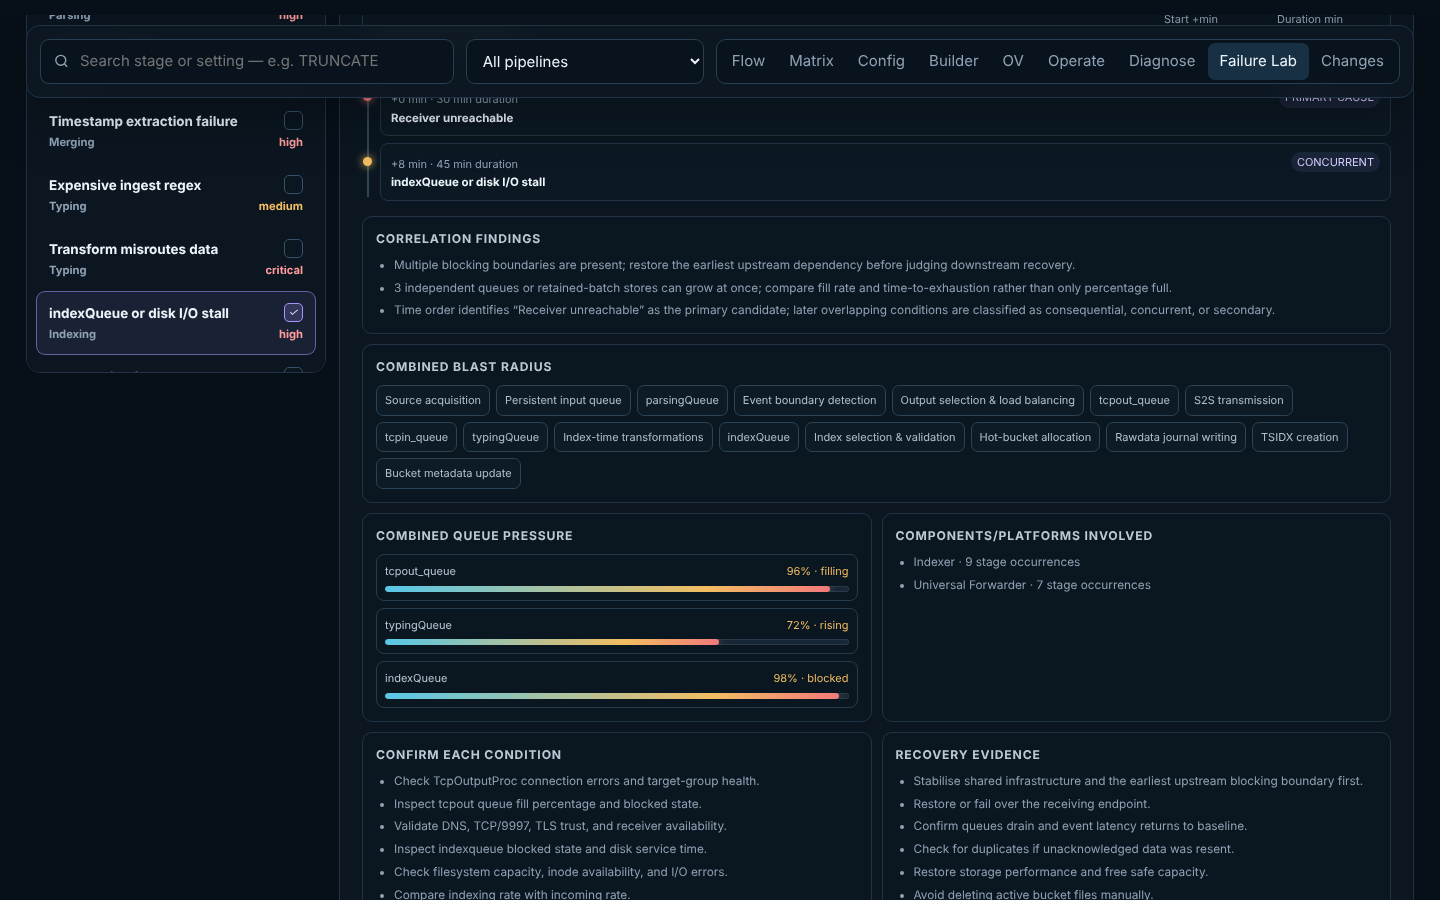 Parsing high
Start +min Duration min
Search stage or setting — e.g. TRUNCATE
All pipelines
Flow Matrix Config Builder OV Operate Diagnose Failure Lab Changes
Timestamp extraction failure
Merging high
Expensive ingest regex
Typing medium
Transform misroutes data
Typing critical
indexQueue or disk I/O stall
Indexing high
+0 min · 30 min duration PRIMARY CAUSE
Receiver unreachable
+8 min · 45 min duration CONCURRENT
indexQueue or disk I/O stall
CORRELATION FINDINGS
Multiple blocking boundaries are present; restore the earliest upstream dependency before judging downstream recovery.
3 independent queues or retained-batch stores can grow at once; compare fill rate and time-to-exhaustion rather than only percentage full.
Time order identifies “Receiver unreachable” as the primary candidate; later overlapping conditions are classified as consequential, concurrent, or secondary.
COMBINED BLAST RADIUS
Source acquisition Persistent input queue parsingQueue Event boundary detection Output selection & load balancing tcpout_queue S2S transmission
tcpin_queue typingQueue Index-time transformations indexQueue Index selection & validation Hot-bucket allocation Rawdata journal writing TSIDX creation
Bucket metadata update
COMBINED QUEUE PRESSURE
tcpout_queue 96% · filling
typingQueue 72% · rising
indexQueue 98% · blocked
COMPONENTS/PLATFORMS INVOLVED
Indexer · 9 stage occurrences
Universal Forwarder · 7 stage occurrences
CONFIRM EACH CONDITION
Check TcpOutputProc connection errors and target-group health.
Inspect tcpout queue fill percentage and blocked state.
Validate DNS, TCP/9997, TLS trust, and receiver availability.
Inspect indexqueue blocked state and disk service time.
Check filesystem capacity, inode availability, and I/O errors.
Compare indexing rate with incoming rate.
RECOVERY EVIDENCE
Stabilise shared infrastructure and the earliest upstream blocking boundary first.
Restore or fail over the receiving endpoint.
Confirm queues drain and event latency returns to baseline.
Check for duplicates if unacknowledged data was resent.
Restore storage performance and free safe capacity.
Avoid deleting active bucket files manually.